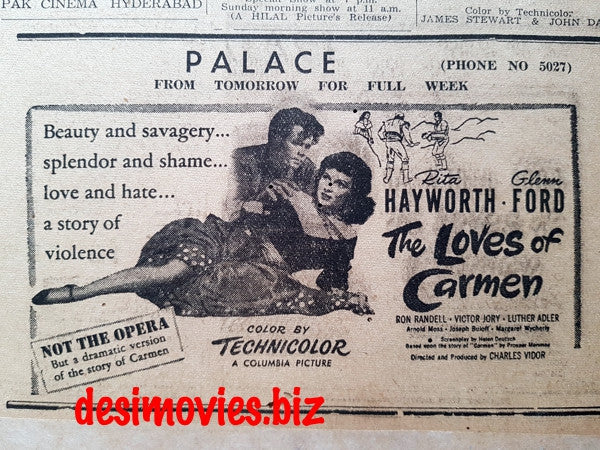 PAK CINEMA HYDERABAD
Special Show at 7 p.m.
Sunday morning show at 11 a.m.
(A HILAL Picture's Release)
Color by Technicolor
JAMES STEWART & JOHN DA
PALACE
(PHONE NO 5027)
FROM TOMORROW FOR FULL WEEK
Beauty and savagery...
splendor and shame...
love and hate...
a story of
violence
Rita Glenn
HAYWORTH · FORD
The Loves of
Carmen
RON RANDELL · VICTOR JORY · LUTHER ADLER
Arnold Moss · Joseph Buloff · Margaret Wycherly
Screenplay by Helen Deutsch
Based upon the story of "Carmen" by Prosper Merimee
Directed and Produced by CHARLES VIDOR
NOT THE OPERA
But a dramatic version
of the story of Carmen
COLOR BY
TECHNICOLOR
A COLUMBIA PICTURE
desimovies.biz